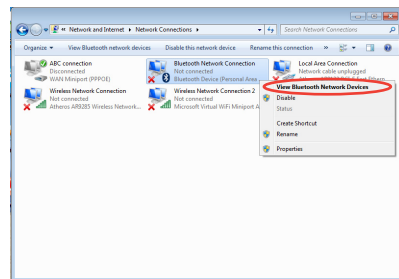 « Network and Internet ▸ Network Connections ▸
Search Network Connections
Organize ▾ View Bluetooth network devices Disable this network device Rename this connection »
ABC connection
Disconnected
WAN Miniport (PPPOE)
Bluetooth Network Connection
Not connected
Bluetooth Device (Personal Area ...
Local Area Connection
Network cable unplugged
Wireless Network Connection
Not connected
Atheros AR9285 Wireless Network...
Wireless Network Connection 2
Not connected
Microsoft Virtual WiFi Miniport A
View Bluetooth Network Devices
Disable
Status
Create Shortcut
Rename
Properties